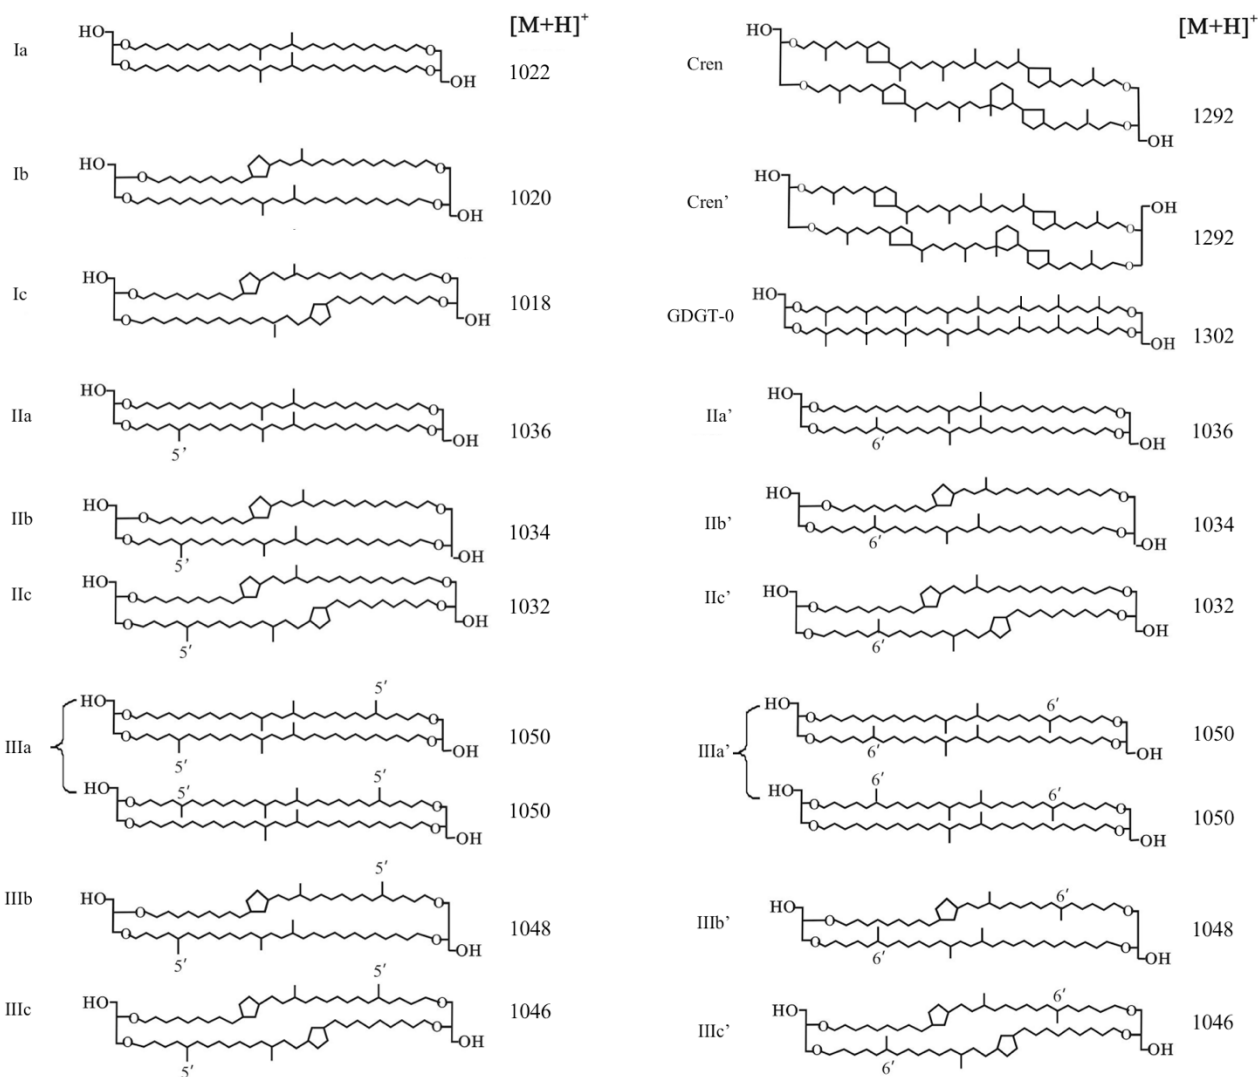 [M+H]⁺
Ia
HO
O
O
O
O
OH
1022
Ib
HO
O
O
O
O
OH
1020
Ic
HO
O
O
O
O
OH
1018
IIa
HO
O
O
O
O
OH
5'
1036
IIb
HO
O
O
O
O
OH
5'
1034
IIc
HO
O
O
O
O
OH
5'
1032
IIIa
5'
HO
O
O
O
O
OH
5'
1050
5'
5'
HO
O
O
O
O
OH
1050
IIIb
5'
HO
O
O
O
O
OH
5'
1048
IIIc
5'
HO
O
O
O
O
OH
5'
1046
[M+H]⁺
Cren
HO
O
O
O
O
OH
1292
Cren’
HO
O
O
O
O
OH
1292
GDGT-0
HO
O
O
O
O
OH
1302
IIa’
HO
O
O
O
O
OH
6'
1036
IIb’
HO
O
O
O
O
OH
6'
1034
IIc’
HO
O
O
O
O
OH
6'
1032
IIIa’
6'
HO
O
O
O
O
OH
6'
1050
6'
6'
HO
O
O
O
O
OH
1050
IIIb’
6'
HO
O
O
O
O
OH
6'
1048
IIIc’
6'
HO
O
O
O
O
OH
6'
1046